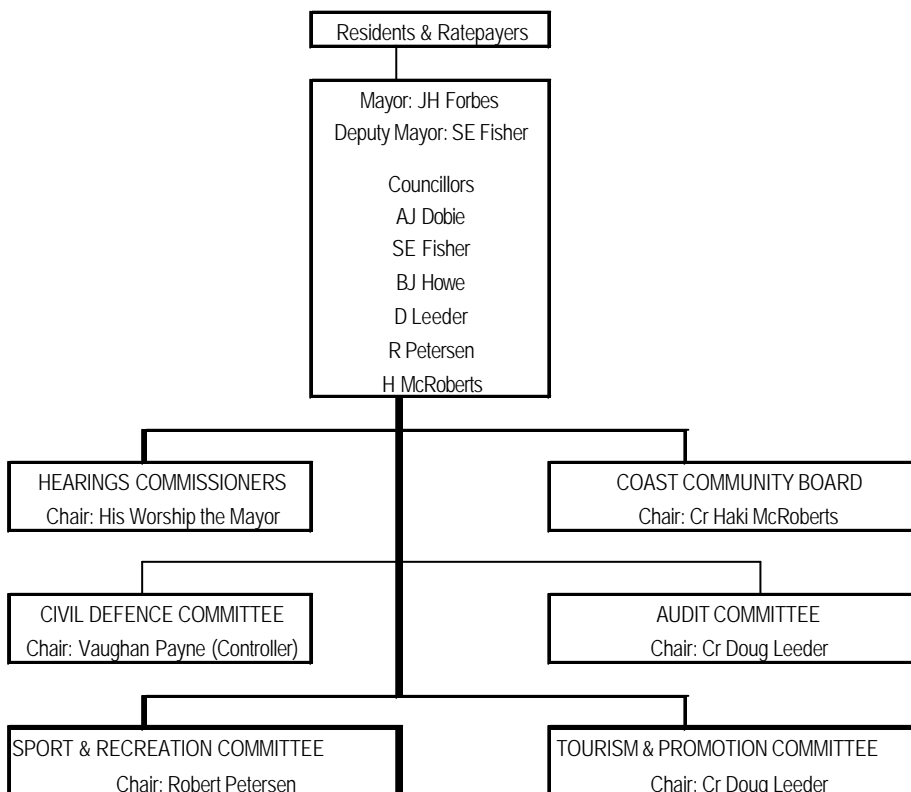 Residents & Ratepayers
Mayor: JH Forbes
Deputy Mayor: SE Fisher
Councillors
AJ Dobie
SE Fisher
BJ Howe
D Leeder
R Petersen
H McRoberts
HEARINGS COMMISSIONERS
Chair: His Worship the Mayor
COAST COMMUNITY BOARD
Chair: Cr Haki McRoberts
CIVIL DEFENCE COMMITTEE
Chair: Vaughan Payne (Controller)
AUDIT COMMITTEE
Chair: Cr Doug Leeder
SPORT & RECREATION COMMITTEE
Chair: Robert Petersen
TOURISM & PROMOTION COMMITTEE
Chair: Cr Doug Leeder